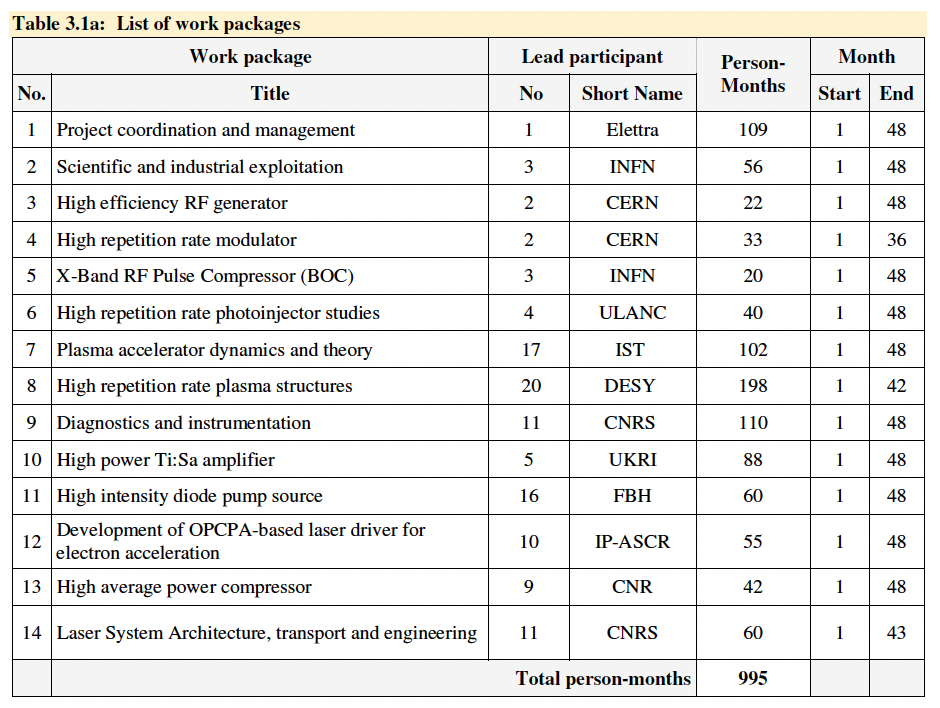 Table 3.1a: List of work packages
Work package Lead participant Person-Months Month
No. Title No Short Name Start End
1 Project coordination and management 1 Elettra 109 1 48
2 Scientific and industrial exploitation 3 INFN 56 1 48
3 High efficiency RF generator 2 CERN 22 1 48
4 High repetition rate modulator 2 CERN 33 1 36
5 X-Band RF Pulse Compressor (BOC) 3 INFN 20 1 48
6 High repetition rate photoinjector studies 4 ULANC 40 1 48
7 Plasma accelerator dynamics and theory 17 IST 102 1 48
8 High repetition rate plasma structures 20 DESY 198 1 42
9 Diagnostics and instrumentation 11 CNRS 110 1 48
10 High power Ti:Sa amplifier 5 UKRI 88 1 48
11 High intensity diode pump source 16 FBH 60 1 48
12 Development of OPCPA-based laser driver for
electron acceleration 10 IP-ASCR 55 1 48
13 High average power compressor 9 CNR 42 1 48
14 Laser System Architecture, transport and engineering 11 CNRS 60 1 43
Total person-months 995